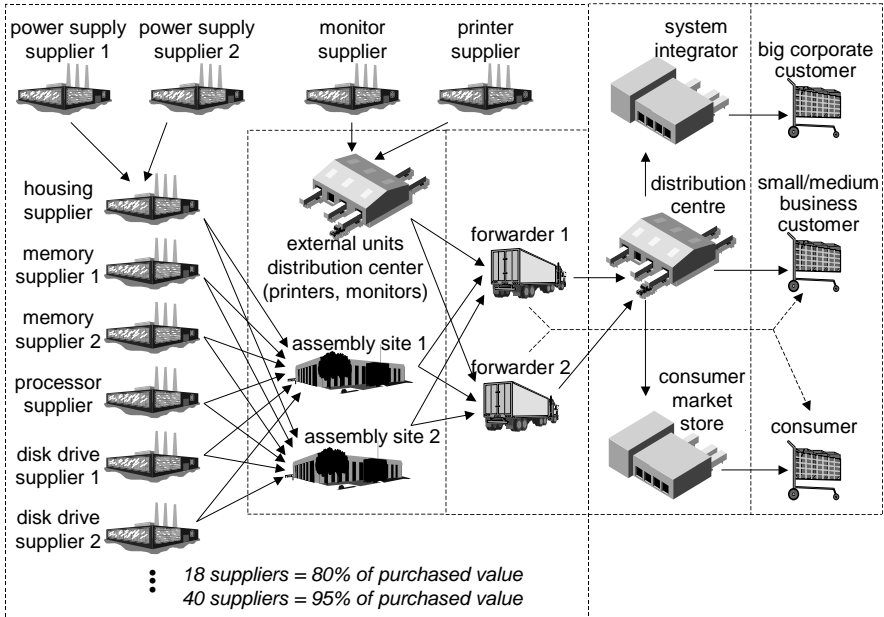 power supply
supplier 1
power supply
supplier 2
monitor
supplier
printer
supplier
system
integrator
big corporate
customer
housing
supplier
memory
supplier 1
memory
supplier 2
processor
supplier
disk drive
supplier 1
disk drive
supplier 2
external units
distribution center
(printers, monitors)
assembly site 1
assembly site 2
forwarder 1
forwarder 2
distribution
centre
small/medium
business
customer
consumer
market
store
consumer
18 suppliers = 80% of purchased value
40 suppliers = 95% of purchased value